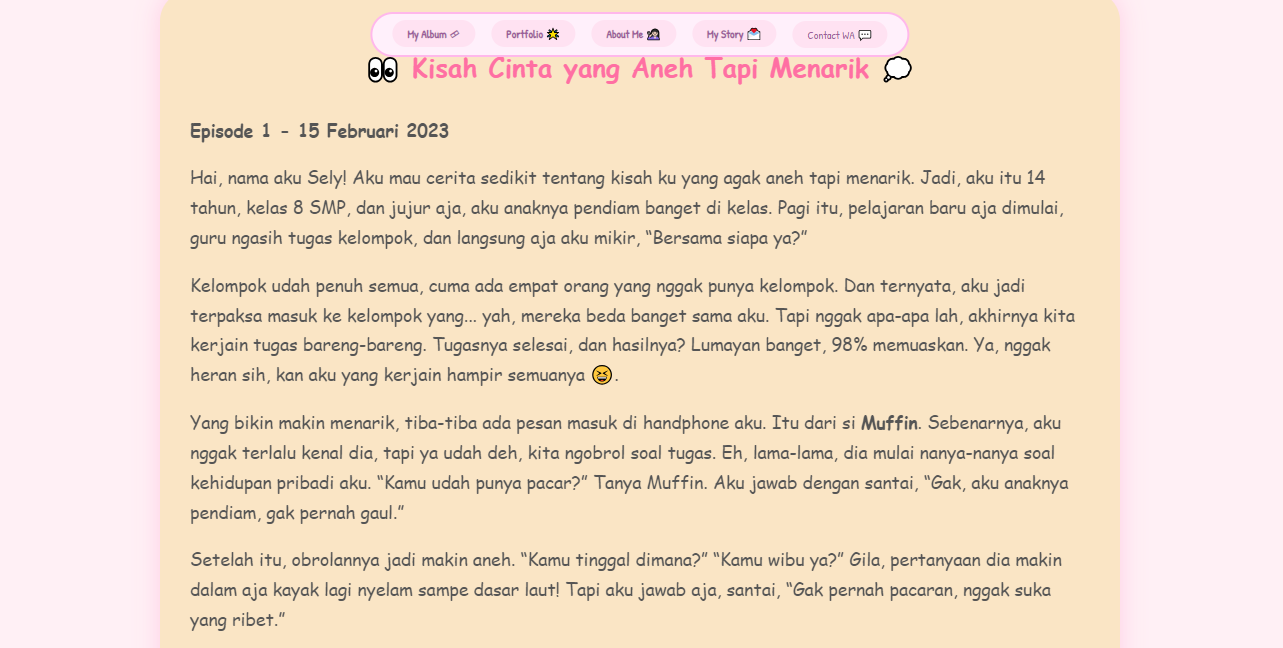 My Album 🔗 Portfolio 🌟 About Me 🙋🏻‍♀️ My Story 💌 Contact WA 💬
👀 Kisah Cinta yang Aneh Tapi Menarik 💭
Episode 1 - 15 Februari 2023
Hai, nama aku Sely! Aku mau cerita sedikit tentang kisah ku yang agak aneh tapi menarik. Jadi, aku itu 14
tahun, kelas 8 SMP, dan jujur aja, aku anaknya pendiam banget di kelas. Pagi itu, pelajaran baru aja dimulai,
guru ngasih tugas kelompok, dan langsung aja aku mikir, “Bersama siapa ya?”
Kelompok udah penuh semua, cuma ada empat orang yang nggak punya kelompok. Dan ternyata, aku jadi
terpaksa masuk ke kelompok yang... yah, mereka beda banget sama aku. Tapi nggak apa-apa lah, akhirnya kita
kerjain tugas bareng-bareng. Tugasnya selesai, dan hasilnya? Lumayan banget, 98% memuaskan. Ya, nggak
heran sih, kan aku yang kerjain hampir semuanya 😆.
Yang bikin makin menarik, tiba-tiba ada pesan masuk di handphone aku. Itu dari si Muffin. Sebenarnya, aku
nggak terlalu kenal dia, tapi ya udah deh, kita ngobrol soal tugas. Eh, lama-lama, dia mulai nanya-nanya soal
kehidupan pribadi aku. “Kamu udah punya pacar?” Tanya Muffin. Aku jawab dengan santai, “Gak, aku anaknya
pendiam, gak pernah gaul.”
Setelah itu, obrolannya jadi makin aneh. “Kamu tinggal dimana?” “Kamu wibu ya?” Gila, pertanyaan dia makin
dalam aja kayak lagi nyelam sampe dasar laut! Tapi aku jawab aja, santai, “Gak pernah pacaran, nggak suka
yang ribet.”